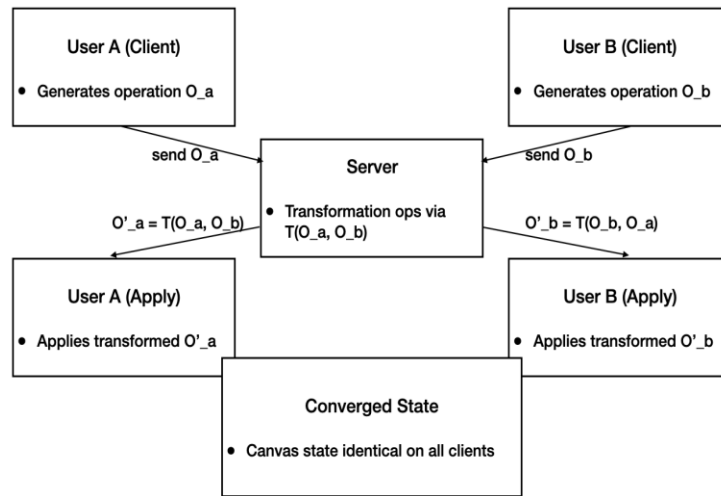 User A (Client)
• Generates operation O_a
User B (Client)
• Generates operation O_b
send O_a
send O_b
Server
• Transformation ops via
T(O_a, O_b)
O'_a = T(O_a, O_b)
O'_b = T(O_b, O_a)
User A (Apply)
• Applies transformed O'_a
User B (Apply)
• Applies transformed O'_b
Converged State
• Canvas state identical on all clients